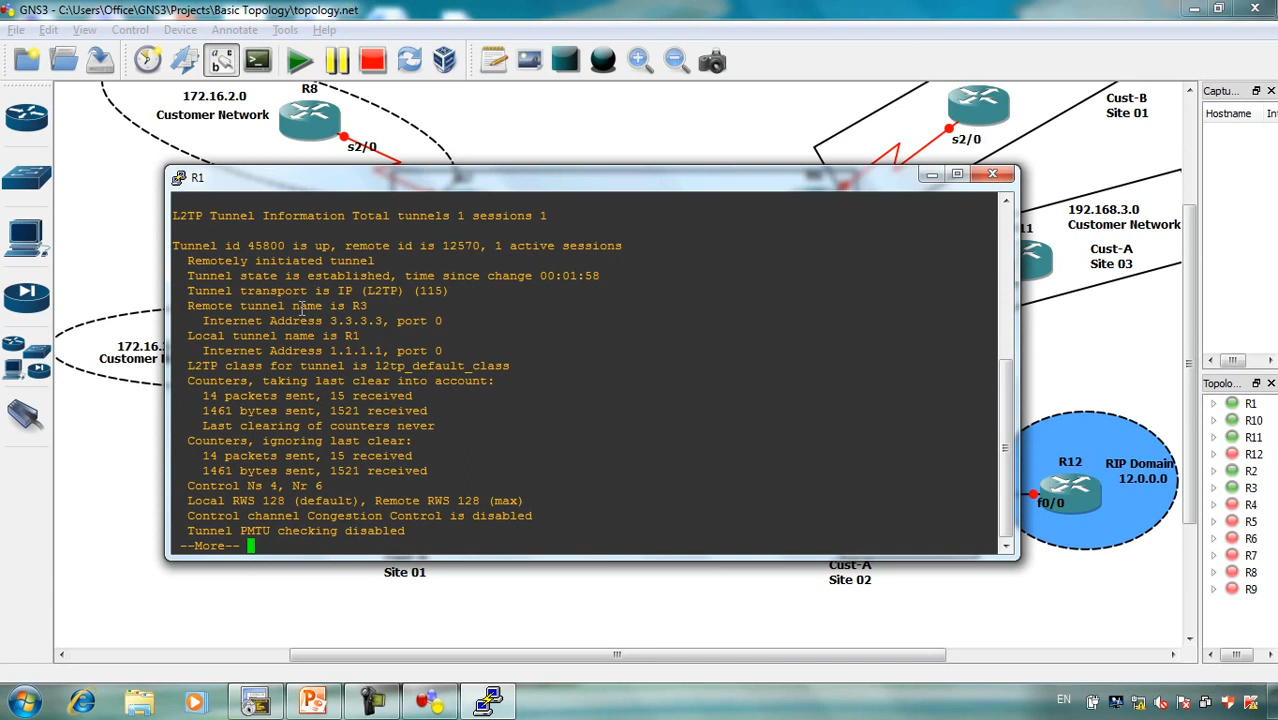 GNS3 - C:\Users\Office\GNS3\Projects\Basic Topology\topology.net
File Edit View Control Device Annotate Tools Help
172.16.2.0
Customer Network
R8
s2/0
s2/0
Cust-B
Site 01
Captu...
Hostname Int
R1
L2TP Tunnel Information Total tunnels 1 sessions 1
Tunnel id 45800 is up, remote id is 12570, 1 active sessions
Remotely initiated tunnel
Tunnel state is established, time since change 00:01:58
Tunnel transport is IP (L2TP) (115)
Remote tunnel name is R3
Internet Address 3.3.3.3, port 0
Local tunnel name is R1
Internet Address 1.1.1.1, port 0
L2TP class for tunnel is l2tp_default_class
Counters, taking last clear into account:
14 packets sent, 15 received
1461 bytes sent, 1521 received
Last clearing of counters never
Counters, ignoring last clear:
14 packets sent, 15 received
1461 bytes sent, 1521 received
Control Ns 4, Nr 6
Local RWS 128 (default), Remote RWS 128 (max)
Control channel Congestion Control is disabled
Tunnel PMTU checking disabled
--More--
192.168.3.0
Customer Network
11
Cust-A
Site 03
172.16.
Customer
Site 01
Cust-A
Site 02
R12
f0/0
RIP Domain
12.0.0.0
Topolo...
R1
R10
R11
R12
R2
R3
R4
R5
R6
R7
R8
R9
EN